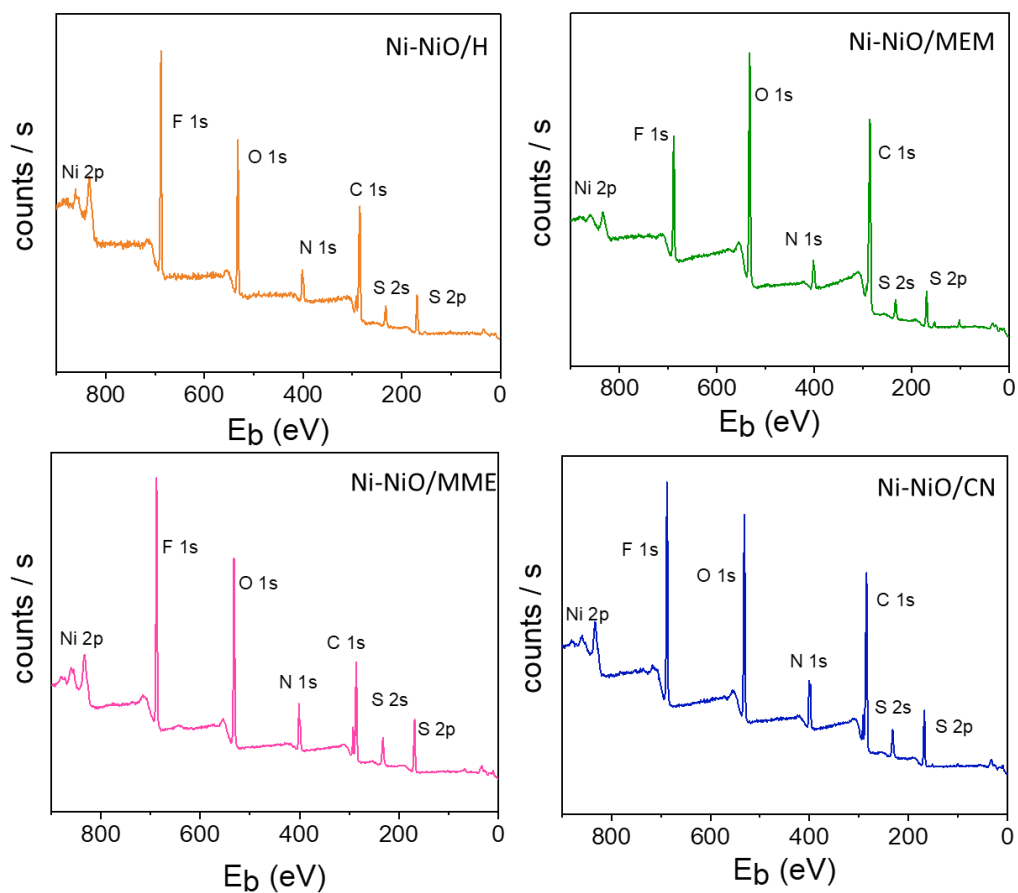 Ni-NiO/H
counts / s
Ni 2p
F 1s
O 1s
N 1s
C 1s
S 2s
S 2p
800 600 400 200 0
Eb (eV)
Ni-NiO/MEM
counts / s
Ni 2p
F 1s
O 1s
N 1s
C 1s
S 2s
S 2p
800 600 400 200 0
Eb (eV)
Ni-NiO/MME
counts / s
Ni 2p
F 1s
O 1s
N 1s
C 1s
S 2s
S 2p
800 600 400 200 0
Eb (eV)
Ni-NiO/CN
counts / s
Ni 2p
F 1s
O 1s
N 1s
C 1s
S 2s
S 2p
800 600 400 200 0
Eb (eV)